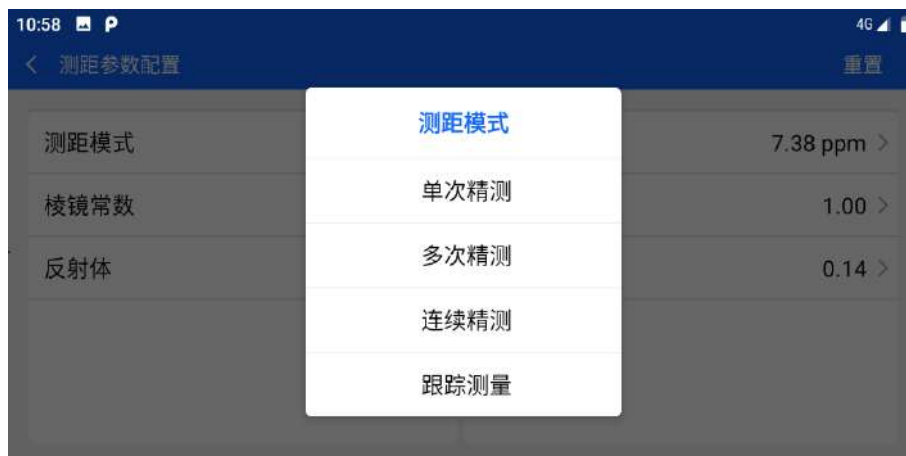 10:58 P 4G
测距参数配置 重置
测距模式
棱镜常数
反射体
测距模式
单次精测
多次精测
连续精测
跟踪测量
7.38 ppm
1.00
0.14